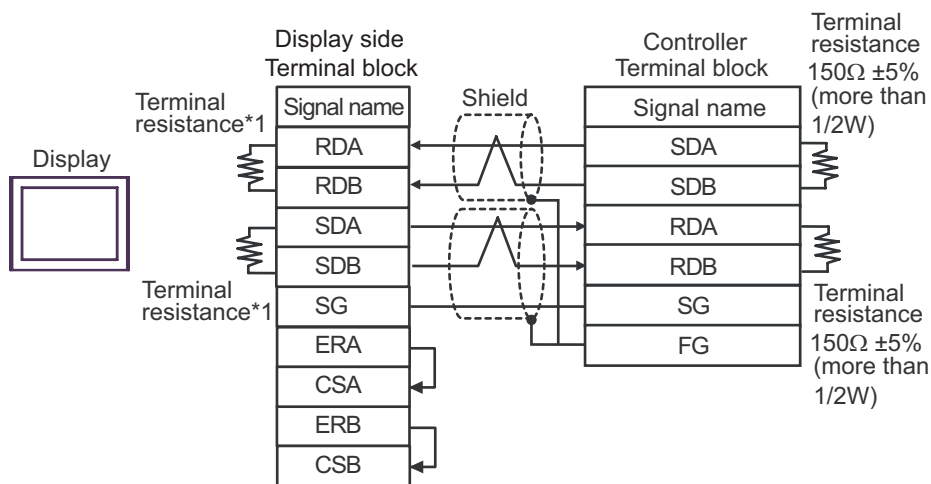 Display
Terminal
resistance*1
Terminal
resistance*1
Display side
Terminal block
Signal name
RDA
RDB
SDA
SDB
SG
ERA
CSA
ERB
CSB
Shield
Controller
Terminal block
Signal name
SDA
SDB
RDA
RDB
SG
FG
Terminal
resistance
150Ω ±5%
(more than
1/2W)
Terminal
resistance
150Ω ±5%
(more than
1/2W)